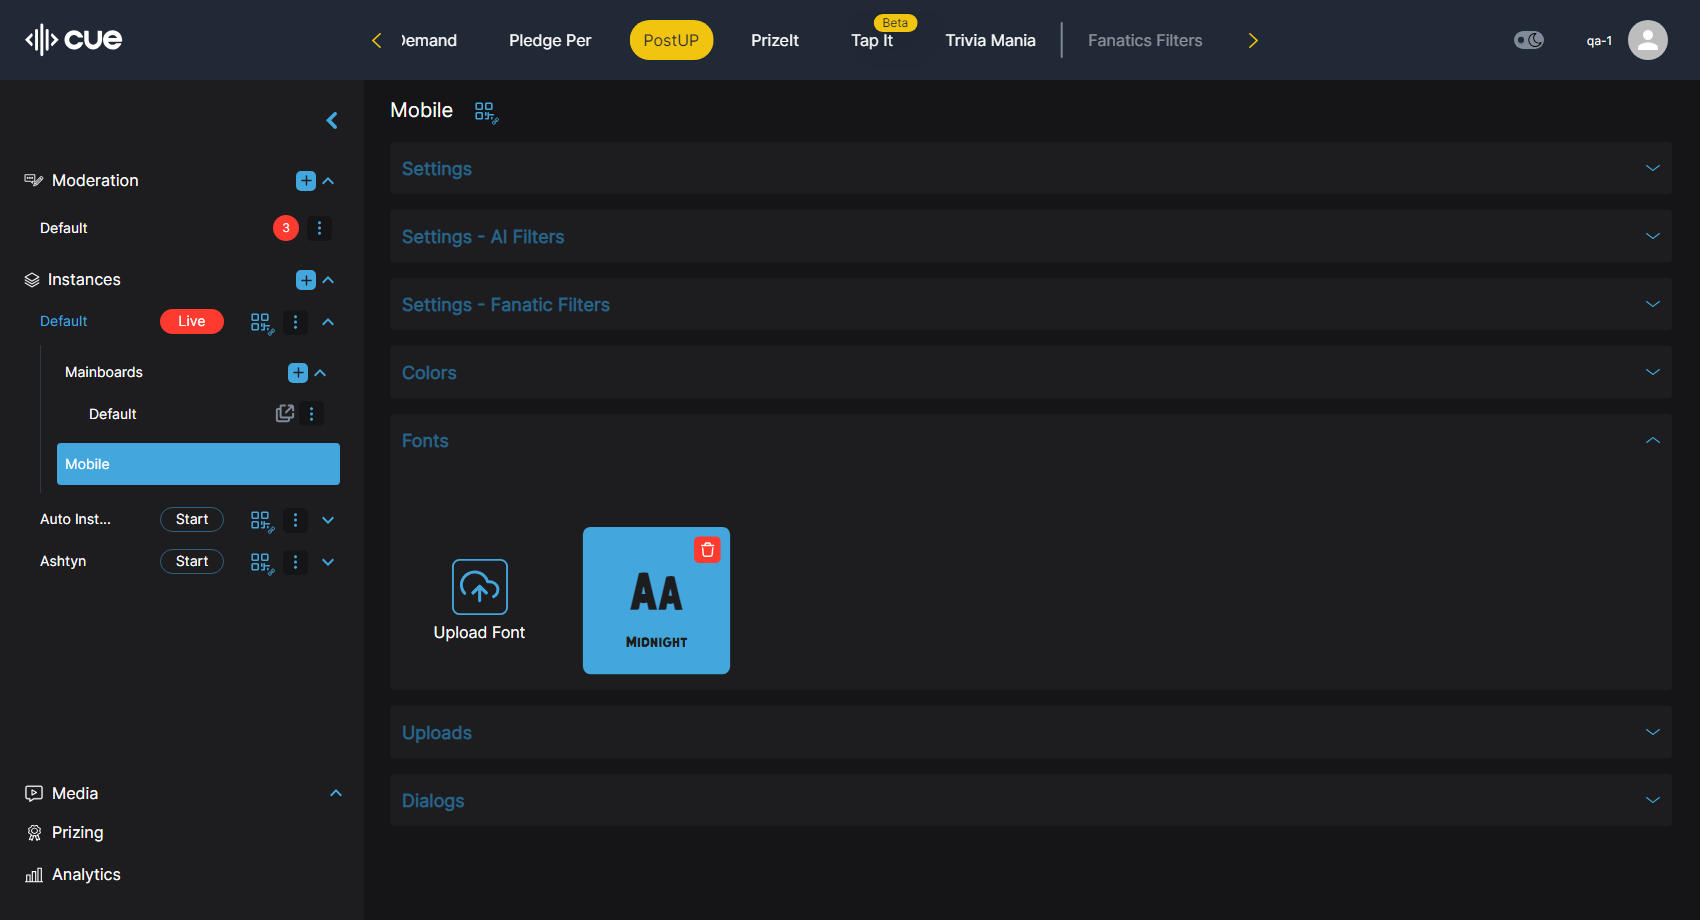 cue
Demand
Pledge Per
PostUP
PrizeIt
Beta
Tap It
Trivia Mania
Fanatics Filters
qa-1
Moderation
Default
3
Instances
Default
Live
Mainboards
Default
Mobile
Auto Inst...
Start
Ashtyn
Start
Media
Prizing
Analytics
Mobile
Settings
Settings - AI Filters
Settings - Fanatic Filters
Colors
Fonts
Upload Font
Aa
Midnight
Uploads
Dialogs